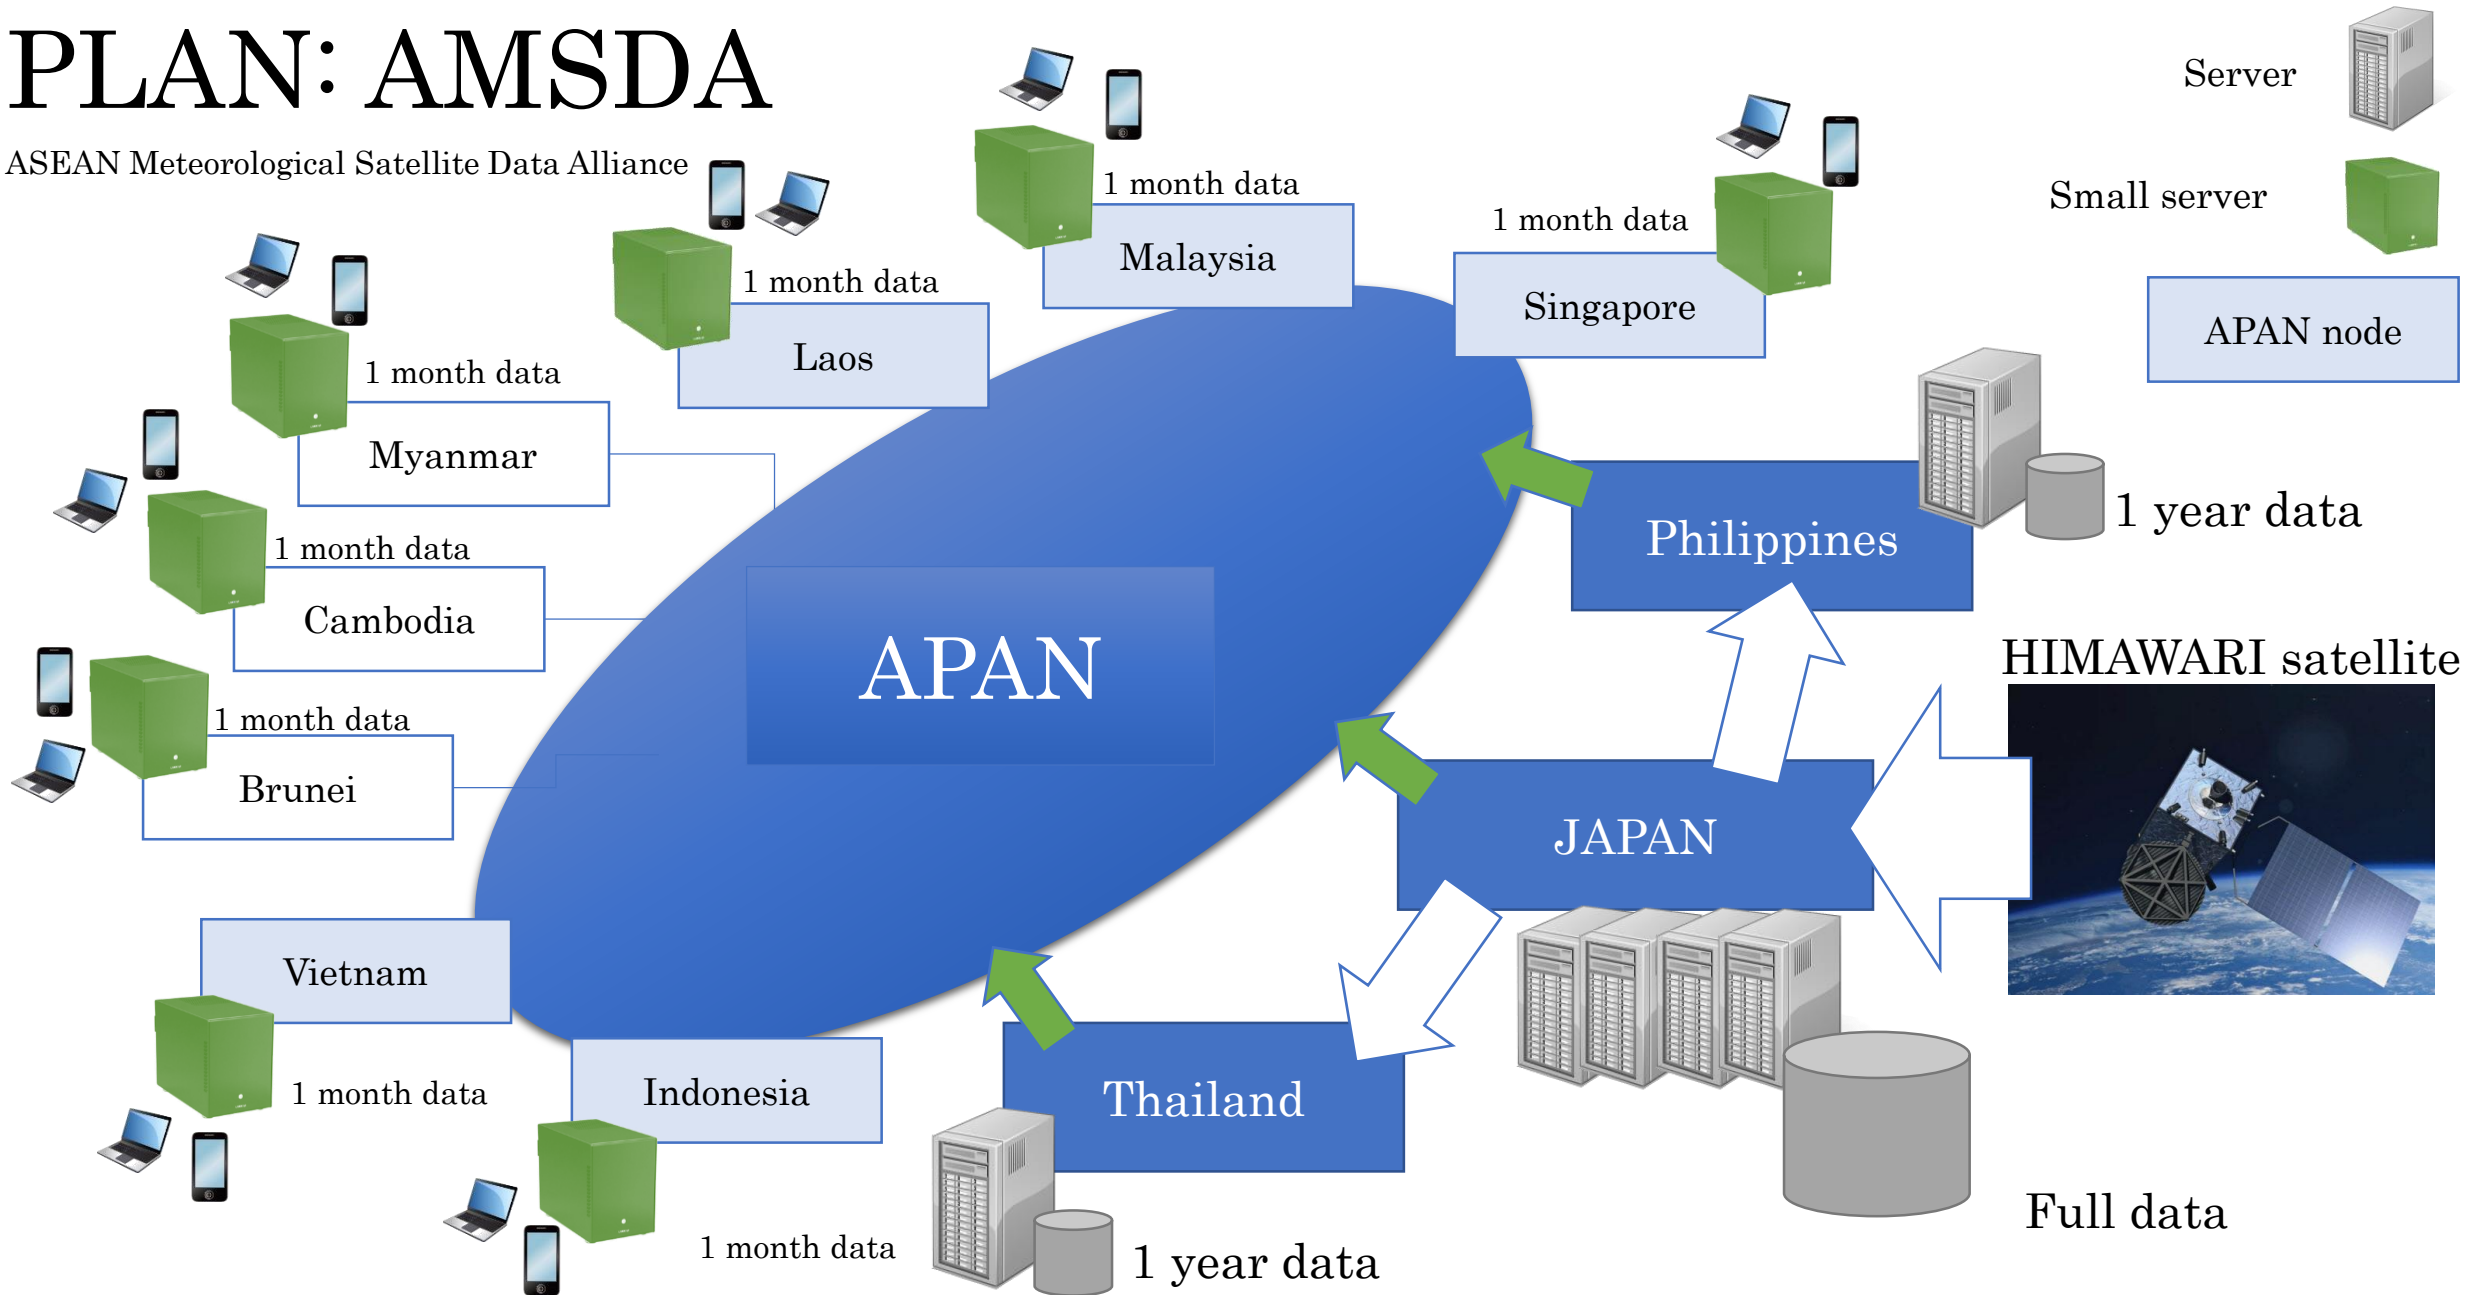 PLAN: AMSDA
ASEAN Meteorological Satellite Data Alliance
Server
Small server
APAN node
1 month data
Malaysia
1 month data
Singapore
1 month data
Laos
1 month data
Myanmar
1 month data
Cambodia
1 month data
Brunei
APAN
Philippines
1 year data
HIMAWARI satellite
JAPAN
Full data
Vietnam
1 month data
Indonesia
1 month data
Thailand
1 year data